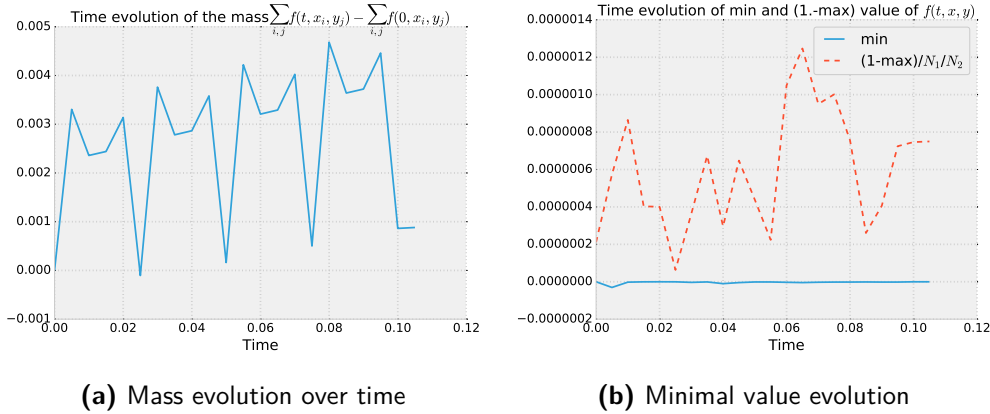 Time evolution of the mass ∑ f(t, x_i, y_j) − ∑ f(0, x_i, y_j)
i,j i,j
0.005
0.004
0.003
0.002
0.001
0.000
−0.001
0.00 0.02 0.04 0.06 0.08 0.10 0.12
Time
(a) Mass evolution over time
Time evolution of min and (1.-max) value of f(t, x, y)
min
(1-max)/N_1/N_2
0.0000014
0.0000012
0.0000010
0.0000008
0.0000006
0.0000004
0.0000002
0.0000000
−0.0000002
0.00 0.02 0.04 0.06 0.08 0.10 0.12
Time
(b) Minimal value evolution